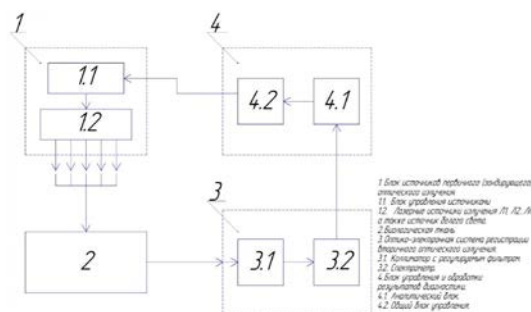 1
1.1
1.2
2
4
4.2
4.1
3
3.1
3.2
1 Блок источников первичного (зондирующего)
оптического излучения
1.1. Блок управления источниками
1.2. Лазерные источники излучения Л1, Л2,
а также источник белого света.
2. Биологическая ткань
3. Оптико-электронная система регистрации
вторичного оптического излучения.
3.1. Коллиматор с регулируемым фильтром.
3.2. Спектрометр.
4. Блок управления и обработки
результатов диагностики.
4.1. Аналитический блок.
4.2. Общий блок управления.